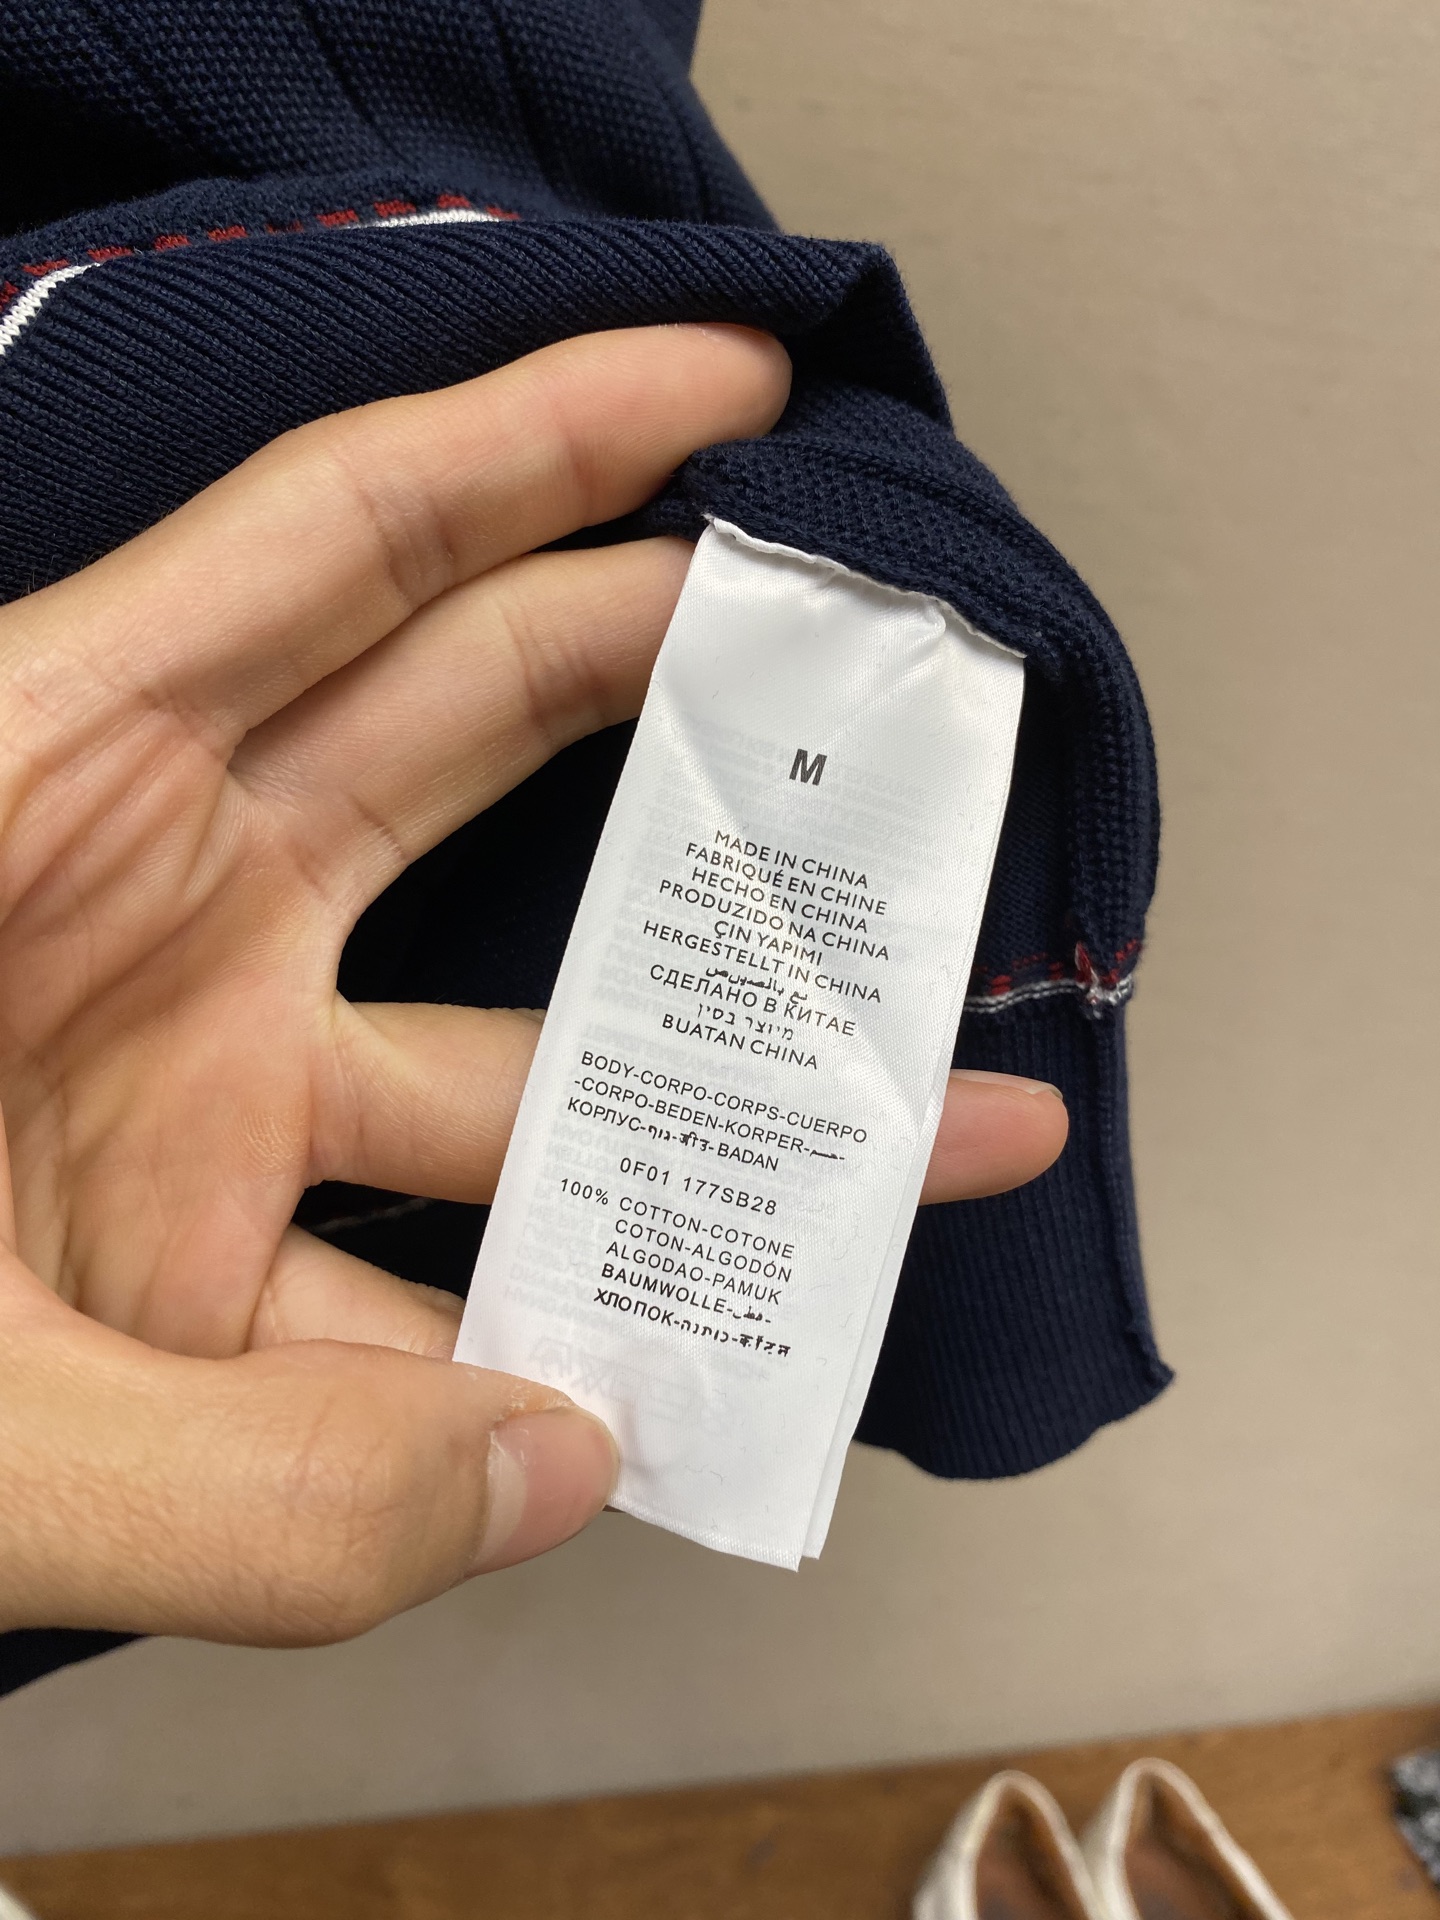 M
MADE IN CHINA
FABRIQUÉ EN CHINE
HECHO EN CHINA
PRODUZIDO NA CHINA
ÇIN YAPIMI
HERGESTELLT IN CHINA
СДЕЛАНО В КИТАЕ
מיוצר בסין
BUATAN CHINA
BODY-CORPO-CORPS-CUERPO
-CORPO-BEDEN-KORPER-
КОРПУС-גוף-BADAN
0F01 177SB28
100% COTTON-COTONE
COTON-ALGODÓN
ALGODAO-PAMUK
BAUMWOLLE-
ХЛОПОК-כותנה-